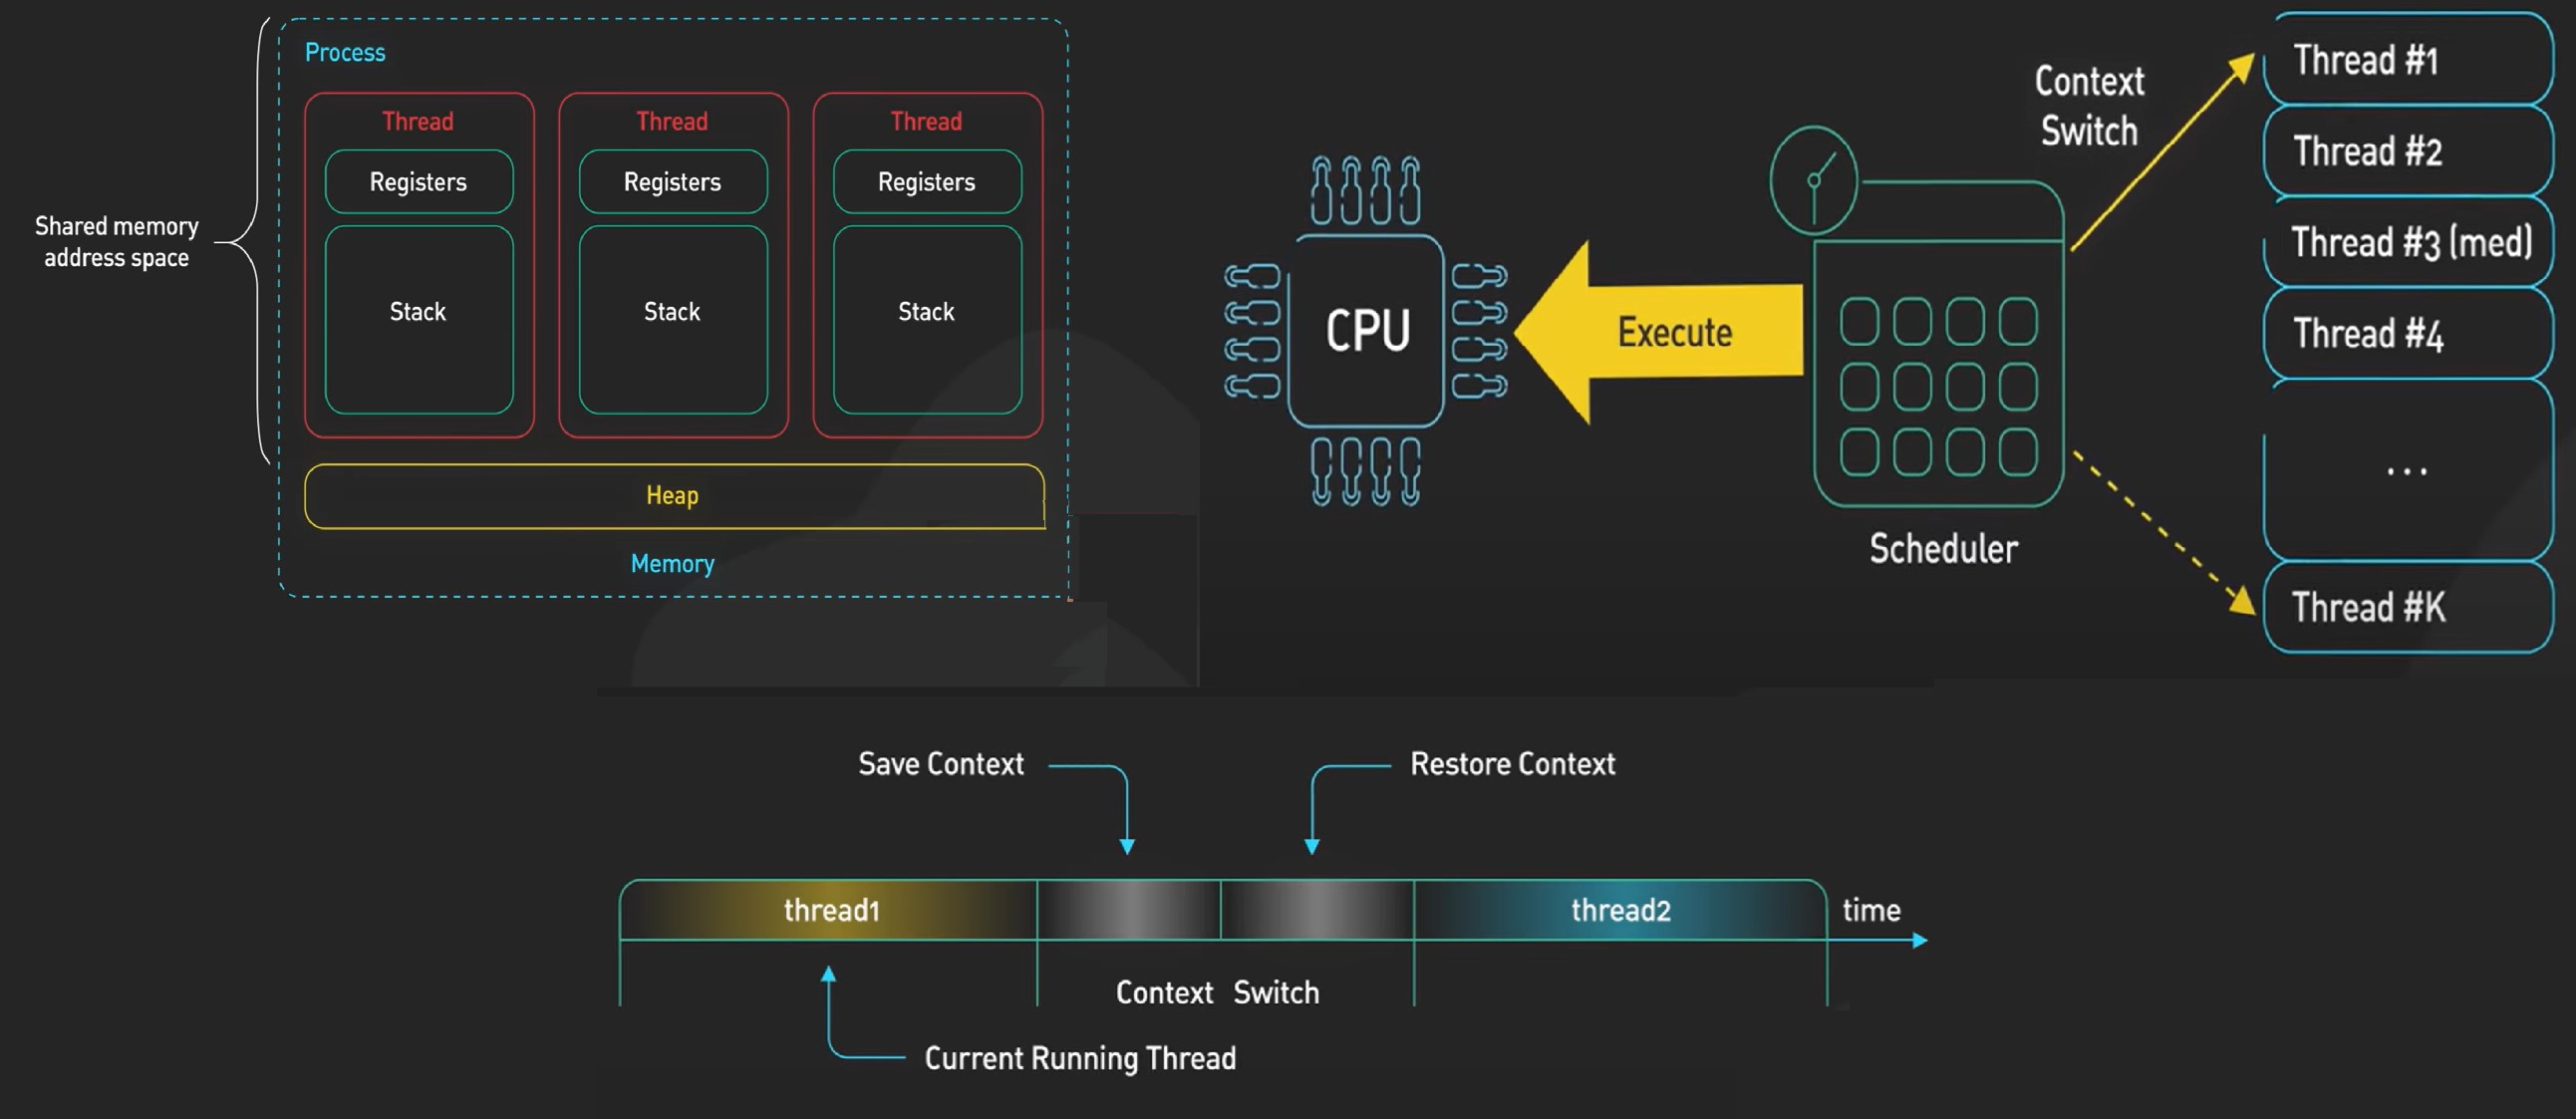 Process
Thread
Thread
Thread
Registers
Registers
Registers
Stack
Stack
Stack
Shared memory
address space
Heap
Memory
CPU
Execute
Scheduler
Context
Switch
Thread #1
Thread #2
Thread #3 (med)
Thread #4
...
Thread #K
Save Context
Restore Context
thread1
thread2
time
Context Switch
Current Running Thread